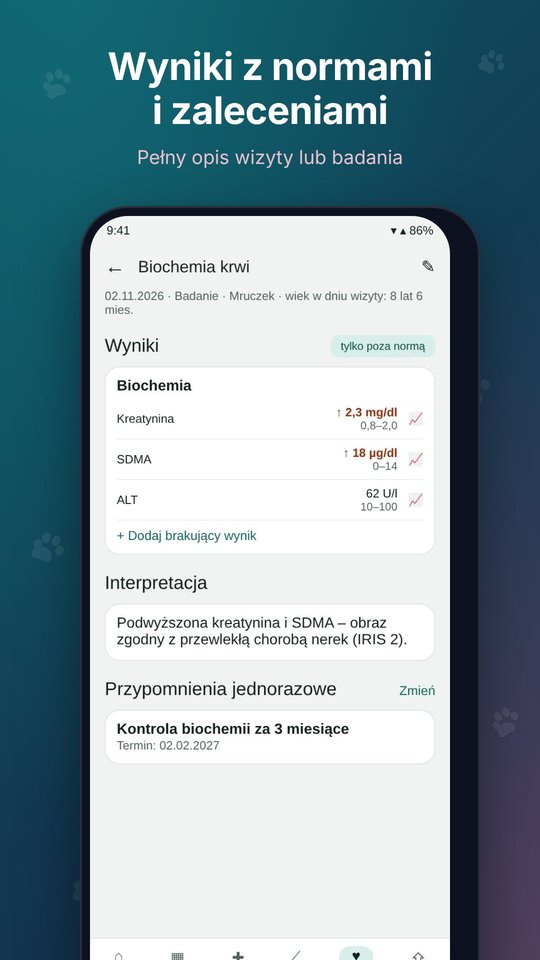 Wyniki z normami
i zaleceniami
Pełny opis wizyty lub badania
9:41
86%
Biochemia krwi
02.11.2026 · Badanie · Mruczek · wiek w dniu wizyty: 8 lat 6
mies.
Wyniki
tylko poza normą
Biochemia
Kreatynina
↑ 2,3 mg/dl
0,8–2,0
SDMA
↑ 18 µg/dl
0–14
ALT
62 U/l
10–100
+ Dodaj brakujący wynik
Interpretacja
Podwyższona kreatynina i SDMA – obraz
zgodny z przewlekłą chorobą nerek (IRIS 2).
Przypomnienia jednorazowe
Zmień
Kontrola biochemii za 3 miesiące
Termin: 02.02.2027